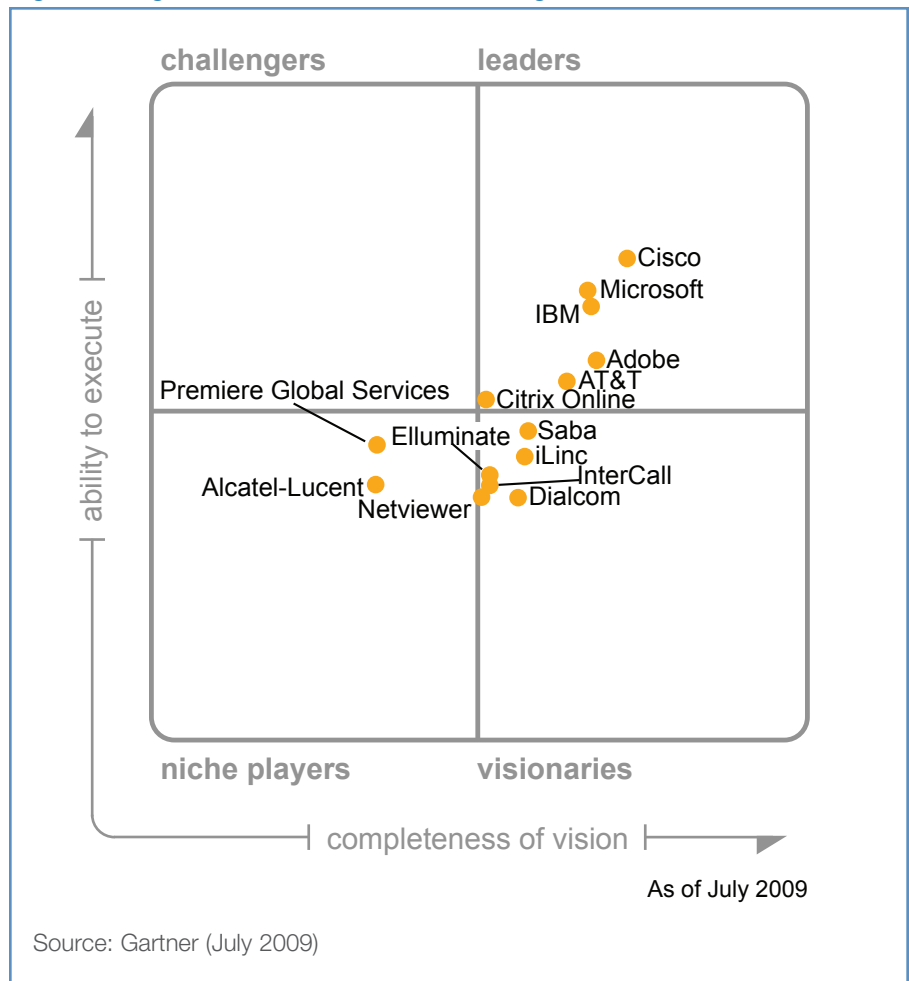 challengers
leaders
Cisco
Microsoft
IBM
Adobe
AT&T
Premiere Global Services
Citrix Online
Saba
Elluminate
iLinc
InterCall
Alcatel-Lucent
Dialcom
Netviewer
ability to execute
niche players
visionaries
completeness of vision
As of July 2009
Source: Gartner (July 2009)